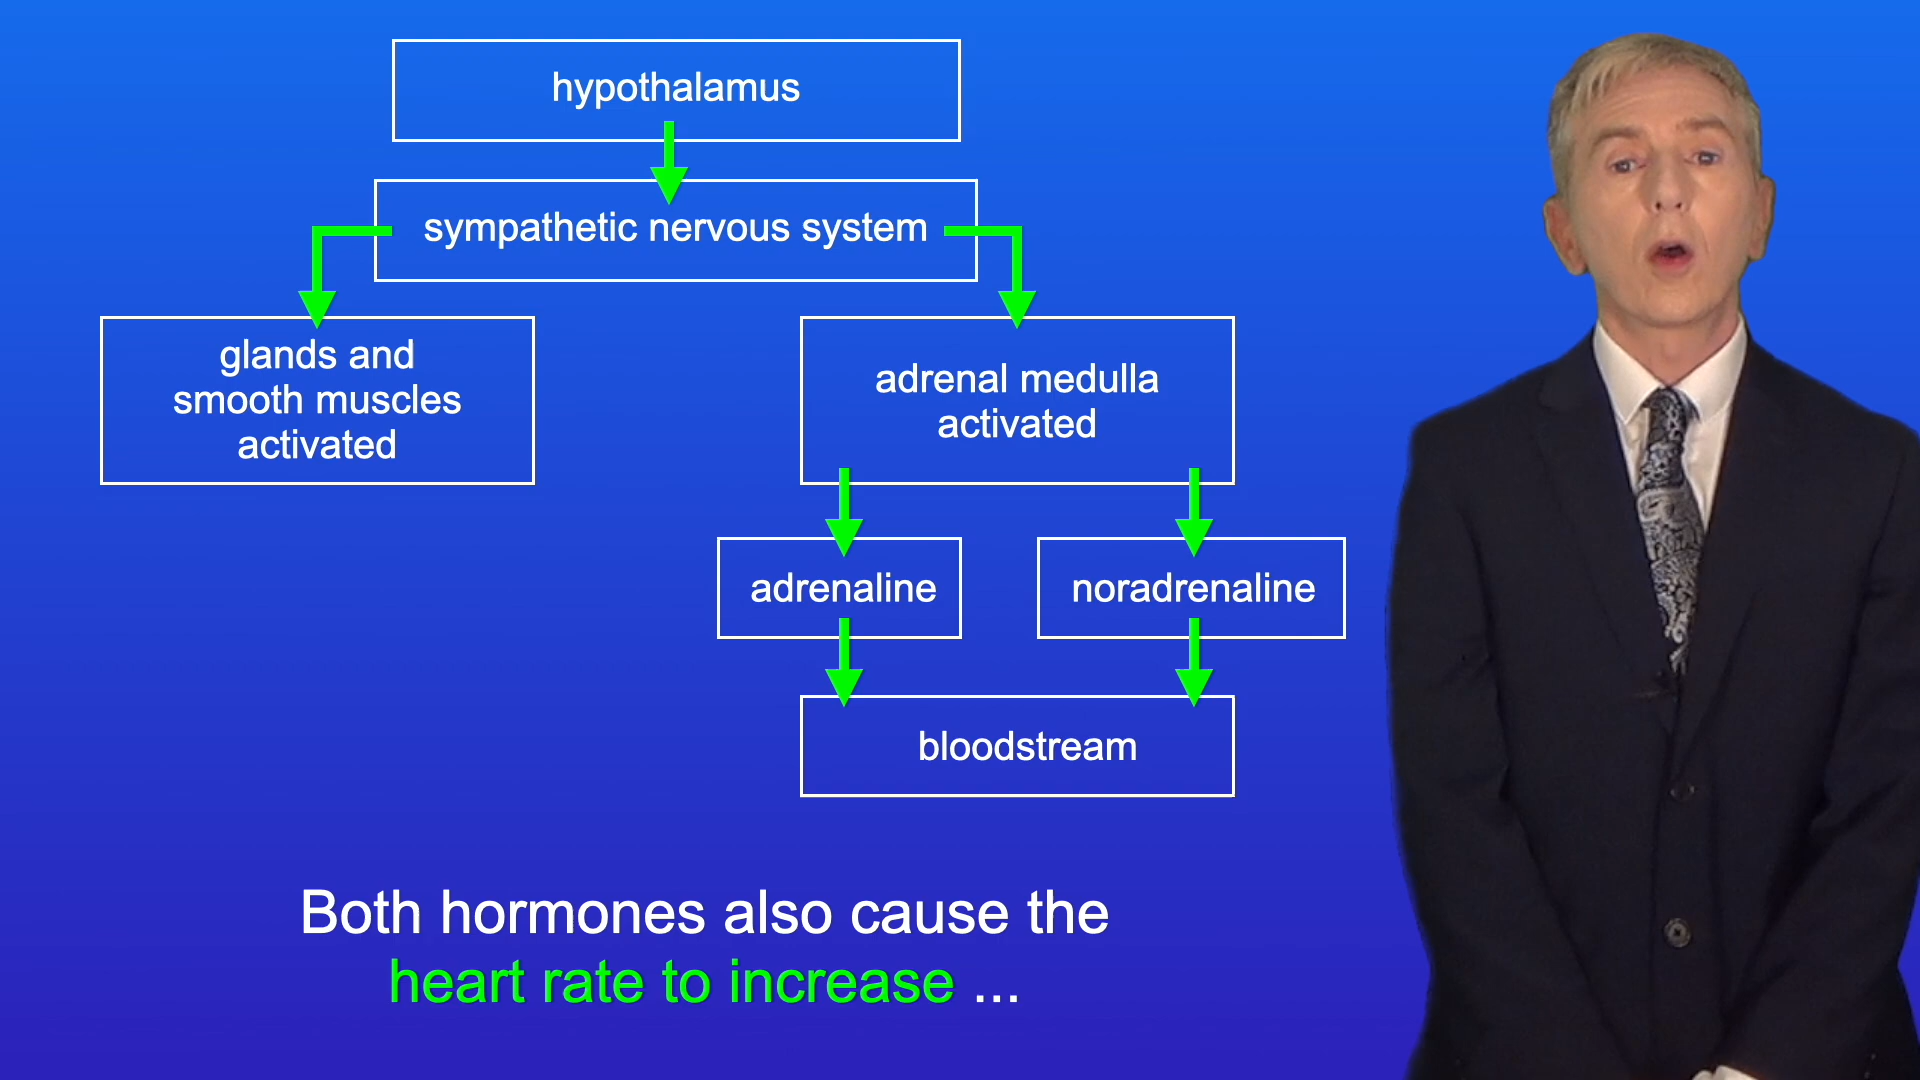 hypothalamus
sympathetic nervous system
glands and
smooth muscles
activated
adrenal medulla
activated
adrenaline
noradrenaline
bloodstream
Both hormones also cause the
heart rate to increase ...